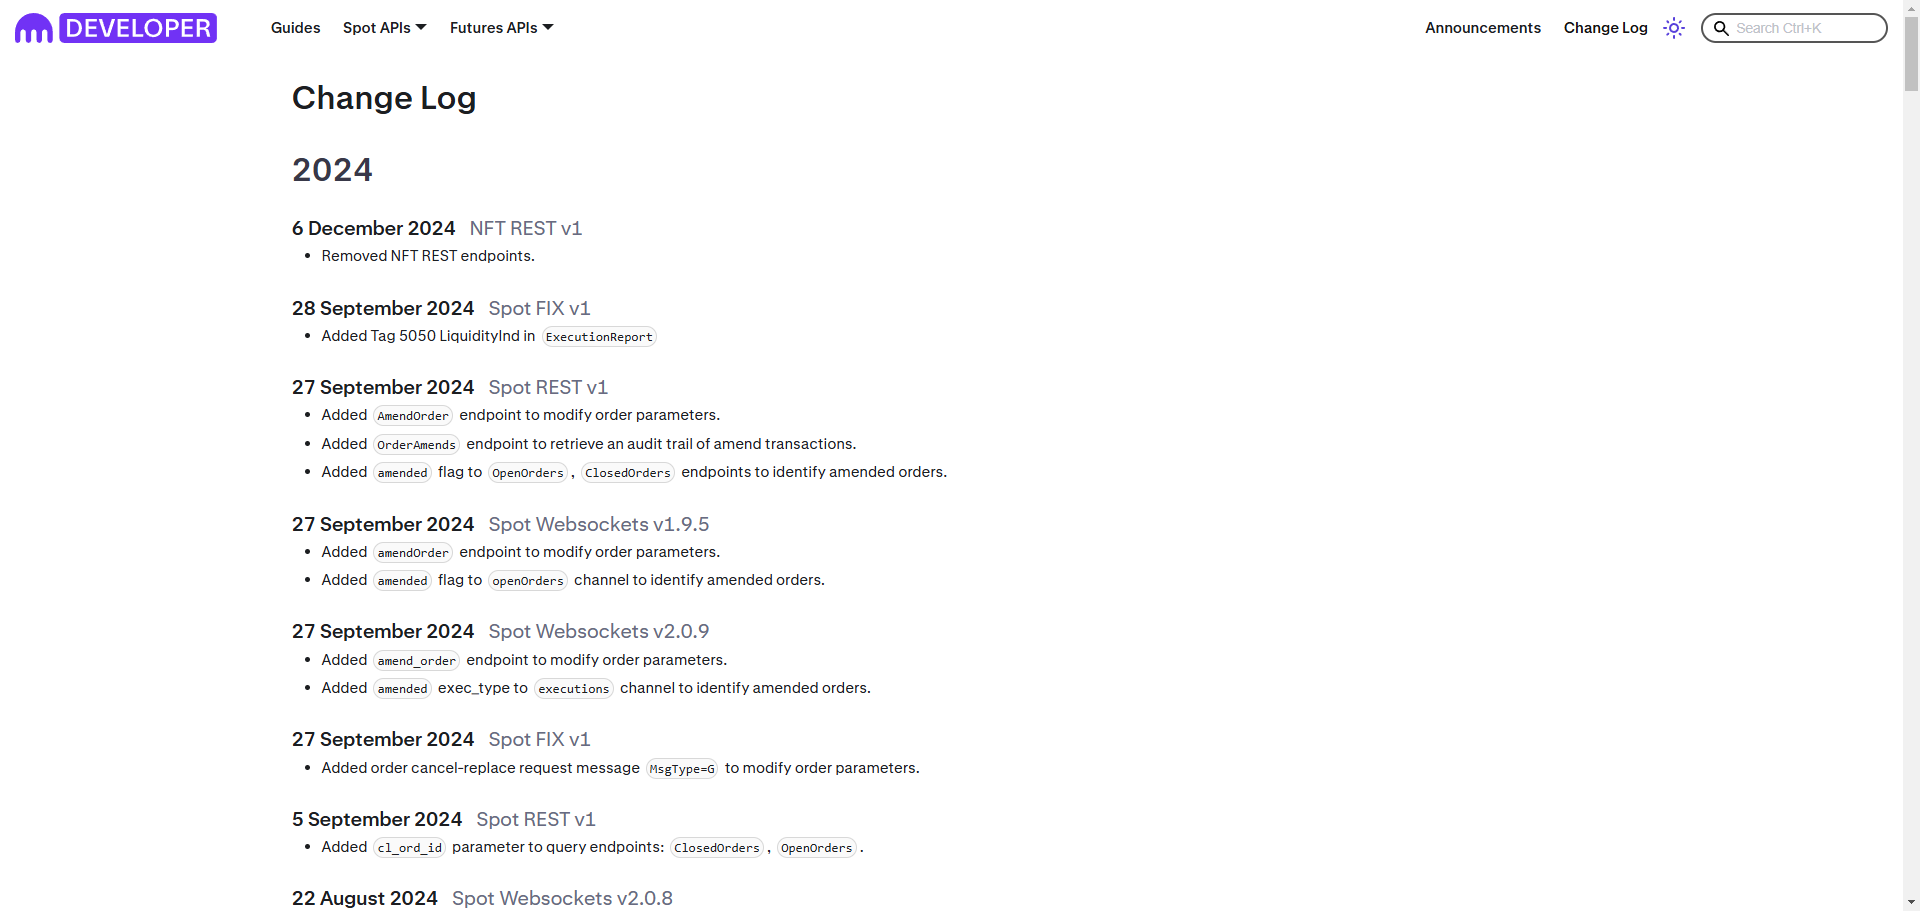 DEVELOPER Guides Spot APIs Futures APIs Announcements Change Log Search Ctrl+K
Change Log
2024
6 December 2024 NFT REST v1
Removed NFT REST endpoints.
28 September 2024 Spot FIX v1
Added Tag 5050 LiquidityInd in ExecutionReport
27 September 2024 Spot REST v1
Added AmendOrder endpoint to modify order parameters.
Added OrderAmends endpoint to retrieve an audit trail of amend transactions.
Added amended flag to OpenOrders, ClosedOrders endpoints to identify amended orders.
27 September 2024 Spot Websockets v1.9.5
Added amendOrder endpoint to modify order parameters.
Added amended flag to openOrders channel to identify amended orders.
27 September 2024 Spot Websockets v2.0.9
Added amend_order endpoint to modify order parameters.
Added amended exec_type to executions channel to identify amended orders.
27 September 2024 Spot FIX v1
Added order cancel-replace request message MsgType=G to modify order parameters.
5 September 2024 Spot REST v1
Added cl_ord_id parameter to query endpoints: ClosedOrders, OpenOrders.
22 August 2024 Spot Websockets v2.0.8